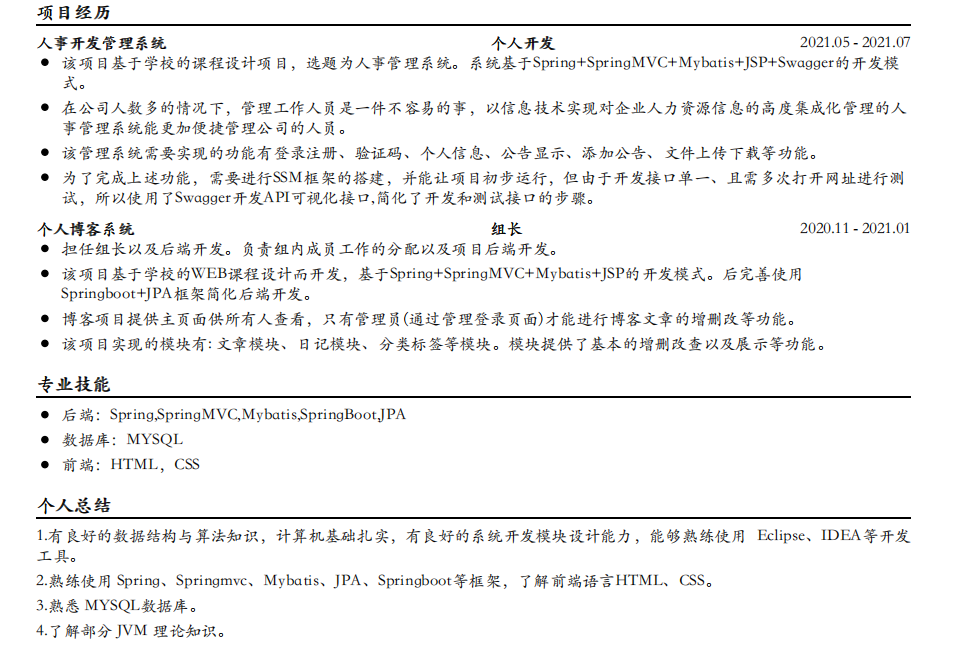 项目经历
人事开发管理系统 个人开发 2021.05 - 2021.07
● 该项目基于学校的课程设计项目，选题为人事管理系统。系统基于Spring+SpringMVC+Mybatis+JSP+Swagger的开发模
式。
● 在公司人数多的情况下，管理工作人员是一件不容易的事，以信息技术实现对企业人力资源信息的高度集成化管理的人
事管理系统能更加便捷管理公司的人员。
● 该管理系统需要实现的功能有登录注册、验证码、个人信息、公告显示、添加公告、文件上传下载等功能。
● 为了完成上述功能，需要进行SSM框架的搭建，并能让项目初步运行，但由于开发接口单一、且需多次打开网址进行测
试，所以使用了Swagger开发API可视化接口,简化了开发和测试接口的步骤。
个人博客系统 组长 2020.11 - 2021.01
● 担任组长以及后端开发。负责组内成员工作的分配以及项目后端开发。
● 该项目基于学校的WEB课程设计而开发，基于Spring+SpringMVC+Mybatis+JSP的开发模式。后完善使用
Springboot+JPA框架简化后端开发。
● 博客项目提供主页面供所有人查看，只有管理员(通过管理登录页面)才能进行博客文章的增删改等功能。
● 该项目实现的模块有: 文章模块、日记模块、分类标签等模块。模块提供了基本的增删改查以及展示等功能。
专业技能
● 后端：Spring,SpringMVC,Mybatis,SpringBoot,JPA
● 数据库：MYSQL
● 前端：HTML，CSS
个人总结
1.有良好的数据结构与算法知识，计算机基础扎实，有良好的系统开发模块设计能力，能够熟练使用 Eclipse、IDEA等开发
工具。
2.熟练使用 Spring、Springmvc、Mybatis、JPA、Springboot等框架，了解前端语言HTML、CSS。
3.熟悉 MYSQL数据库。
4.了解部分 JVM 理论知识。